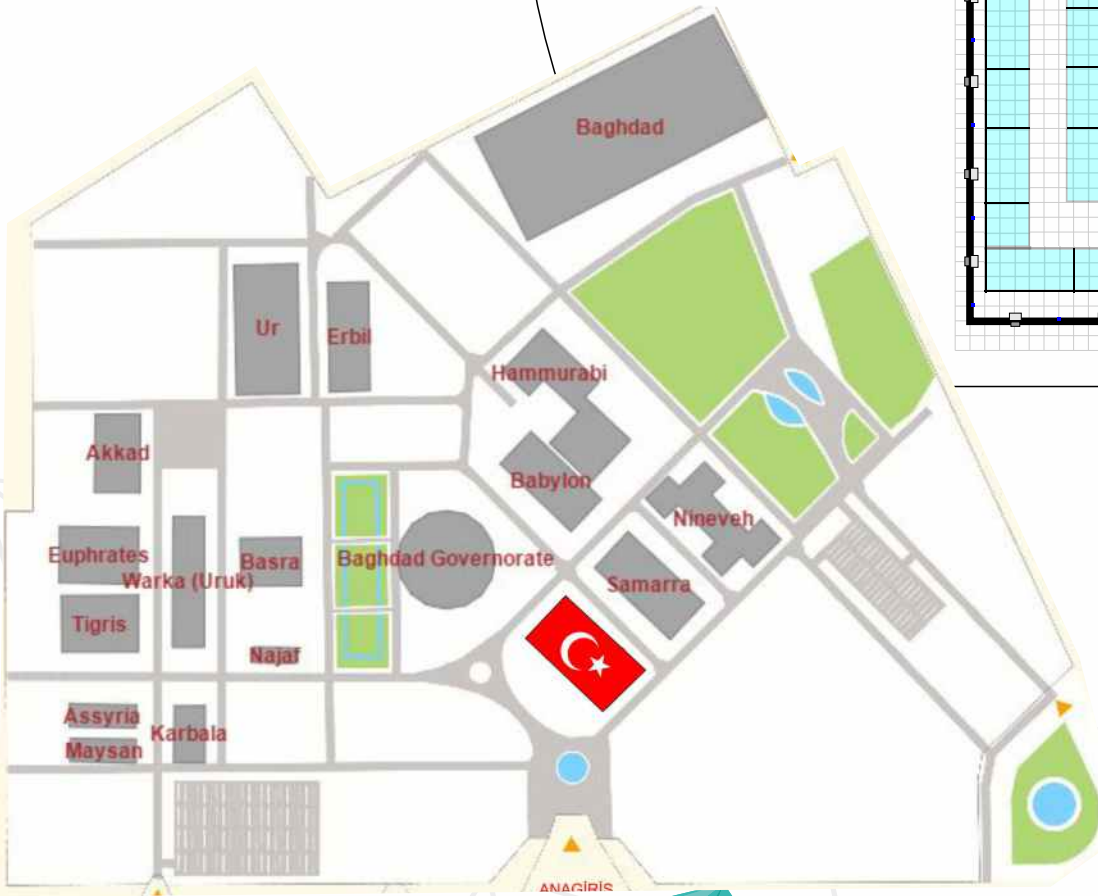 Baghdad
Ur
Erbil
Hammurabi
Akkad
Babylon
Nineveh
Euphrates
Warka (Uruk)
Basra
Baghdad Governorate
Samarra
Tigris
Najaf
Assyria
Karbala
Maysan
ANAGİRİS